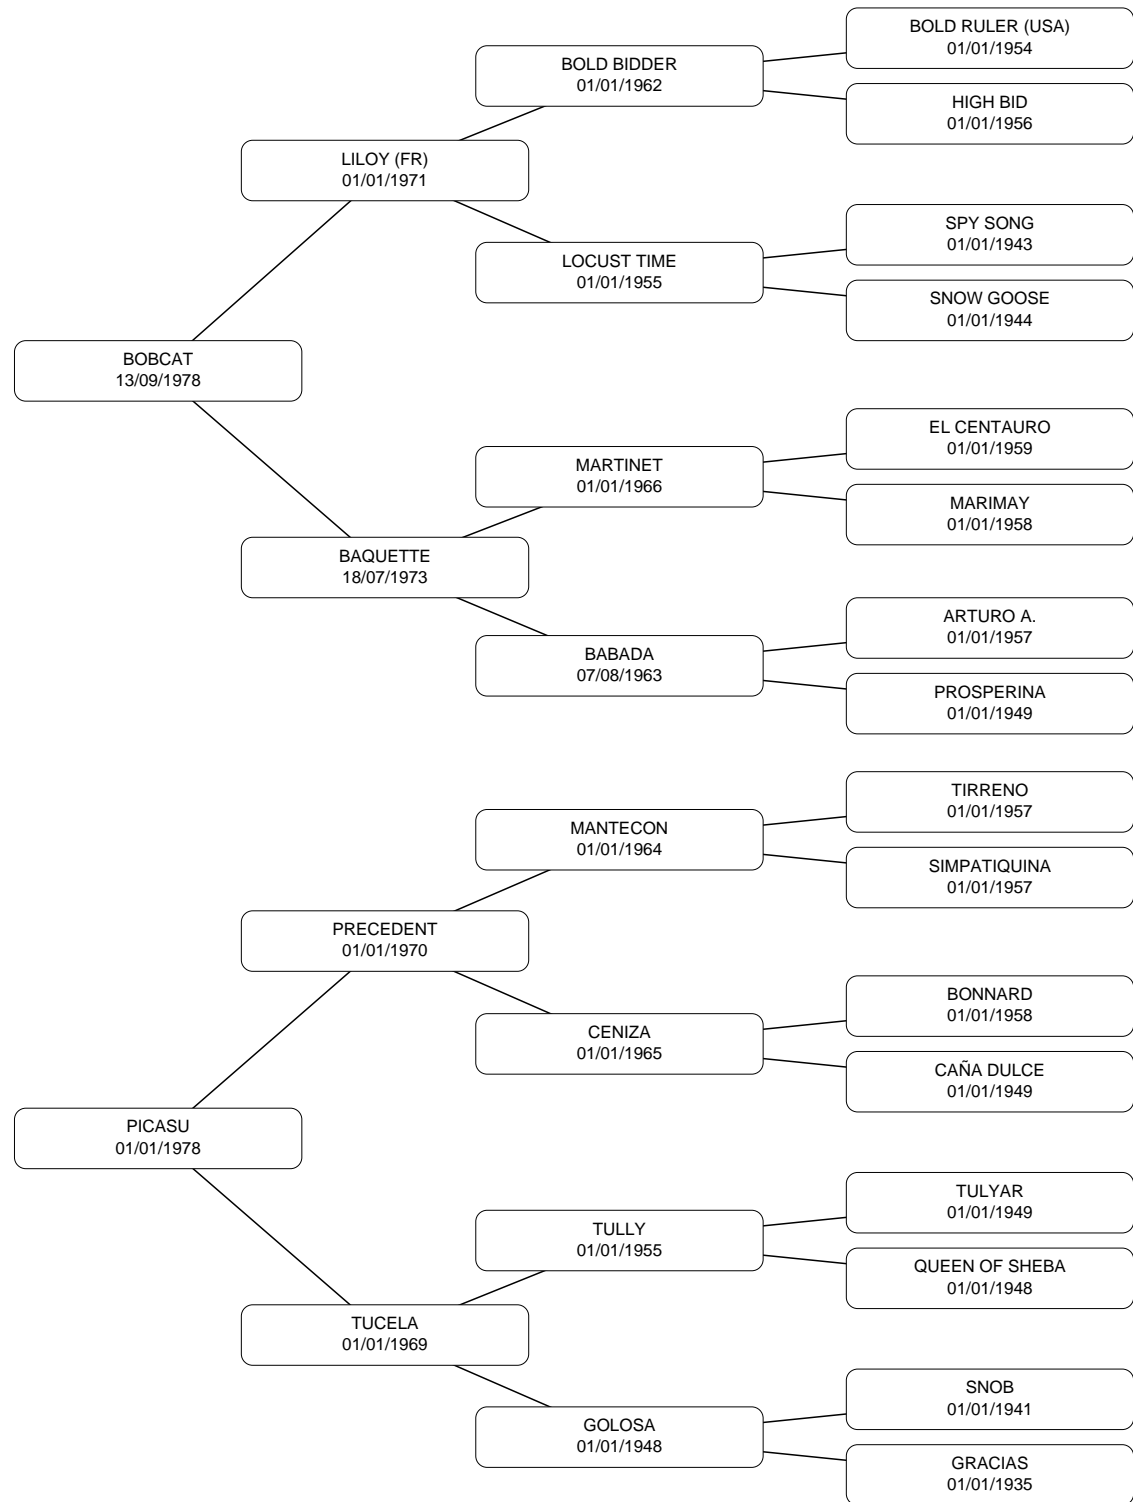 BOLD RULER (USA)
01/01/1954
BOLD BIDDER
01/01/1962
HIGH BID
01/01/1956
LILOY (FR)
01/01/1971
SPY SONG
01/01/1943
LOCUST TIME
01/01/1955
SNOW GOOSE
01/01/1944
BOBCAT
13/09/1978
EL CENTAURO
01/01/1959
MARTINET
01/01/1966
MARIMAY
01/01/1958
BAQUETTE
18/07/1973
ARTURO A.
01/01/1957
BABADA
07/08/1963
PROSPERINA
01/01/1949
TIRRENO
01/01/1957
MANTECON
01/01/1964
SIMPATIQUINA
01/01/1957
PRECEDENT
01/01/1970
BONNARD
01/01/1958
CENIZA
01/01/1965
CAÑA DULCE
01/01/1949
PICASU
01/01/1978
TULYAR
01/01/1949
TULLY
01/01/1955
QUEEN OF SHEBA
01/01/1948
TUCELA
01/01/1969
SNOB
01/01/1941
GOLOSA
01/01/1948
GRACIAS
01/01/1935